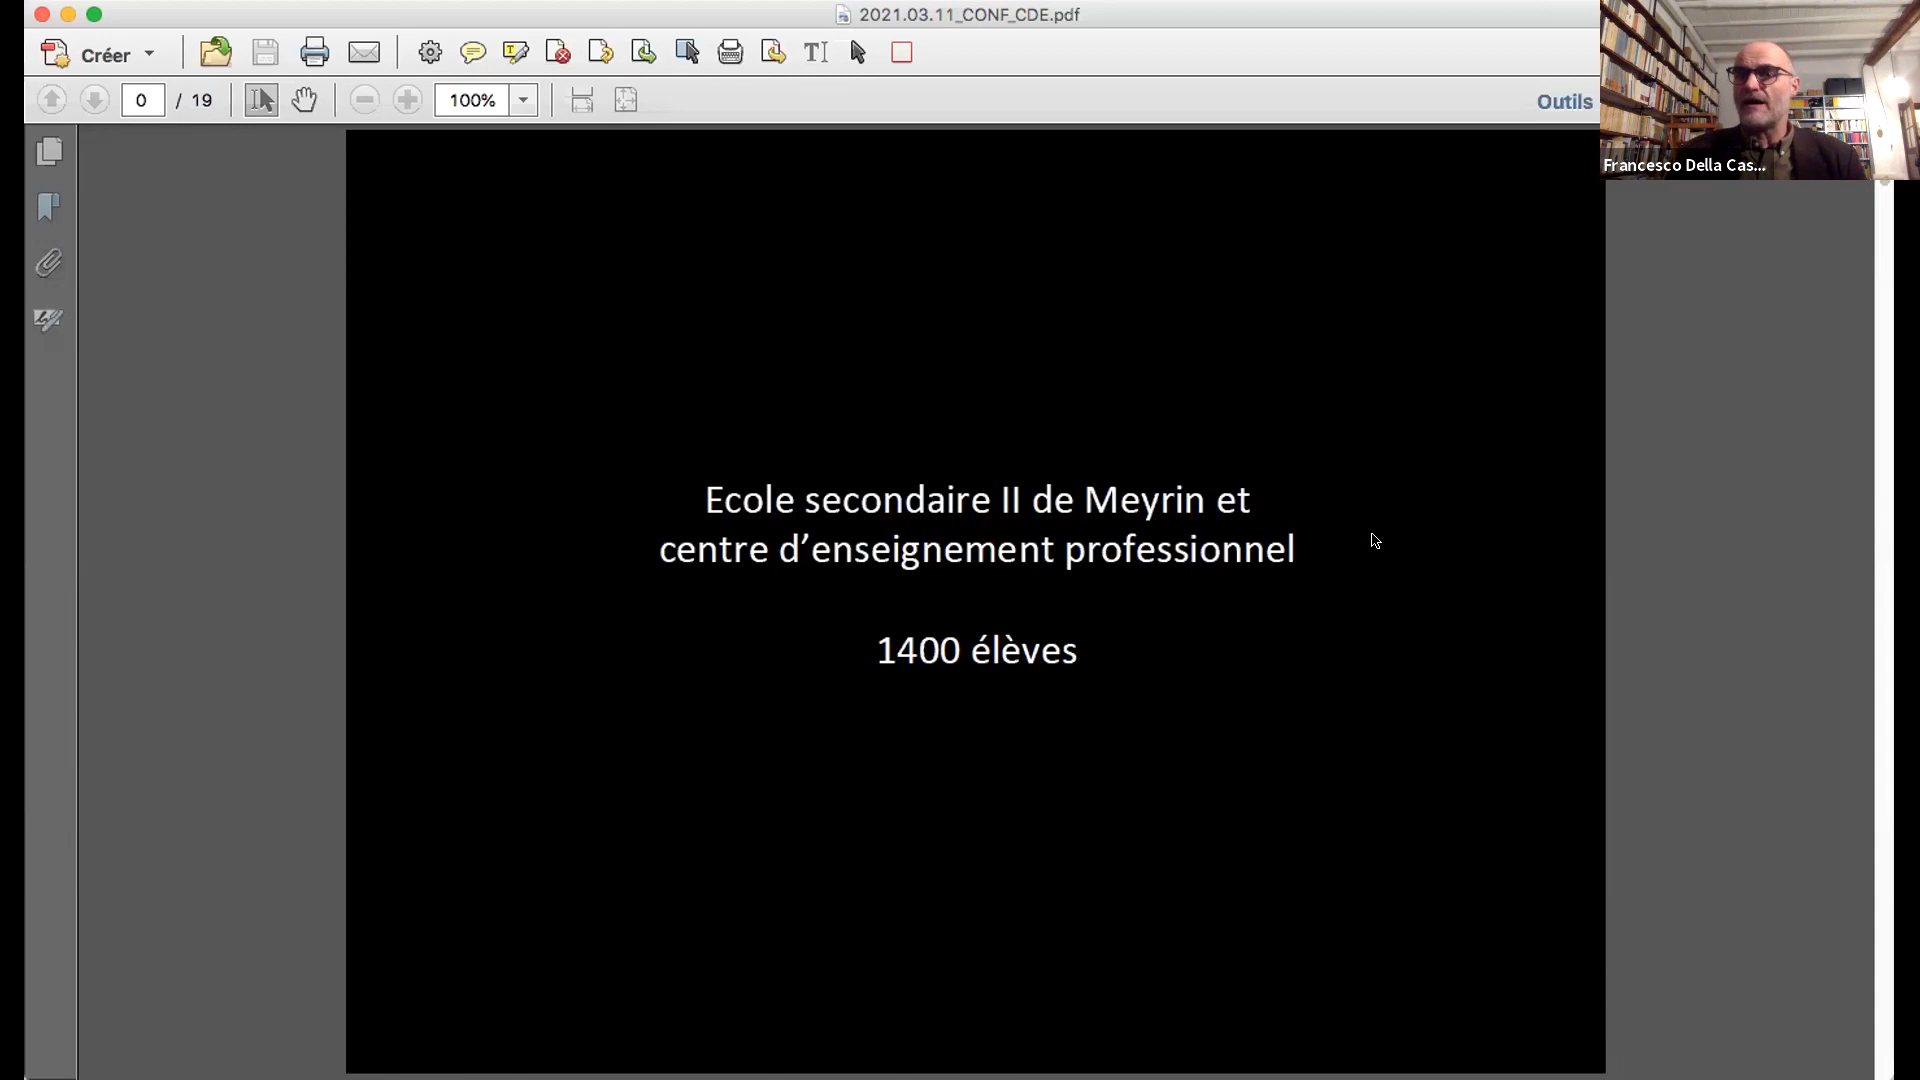 2021.03.11_CONF_CDE.pdf
Créer
0 / 19
100%
Outils
Francesco Della Cas...
Ecole secondaire II de Meyrin et
centre d’enseignement professionnel
1400 élèves